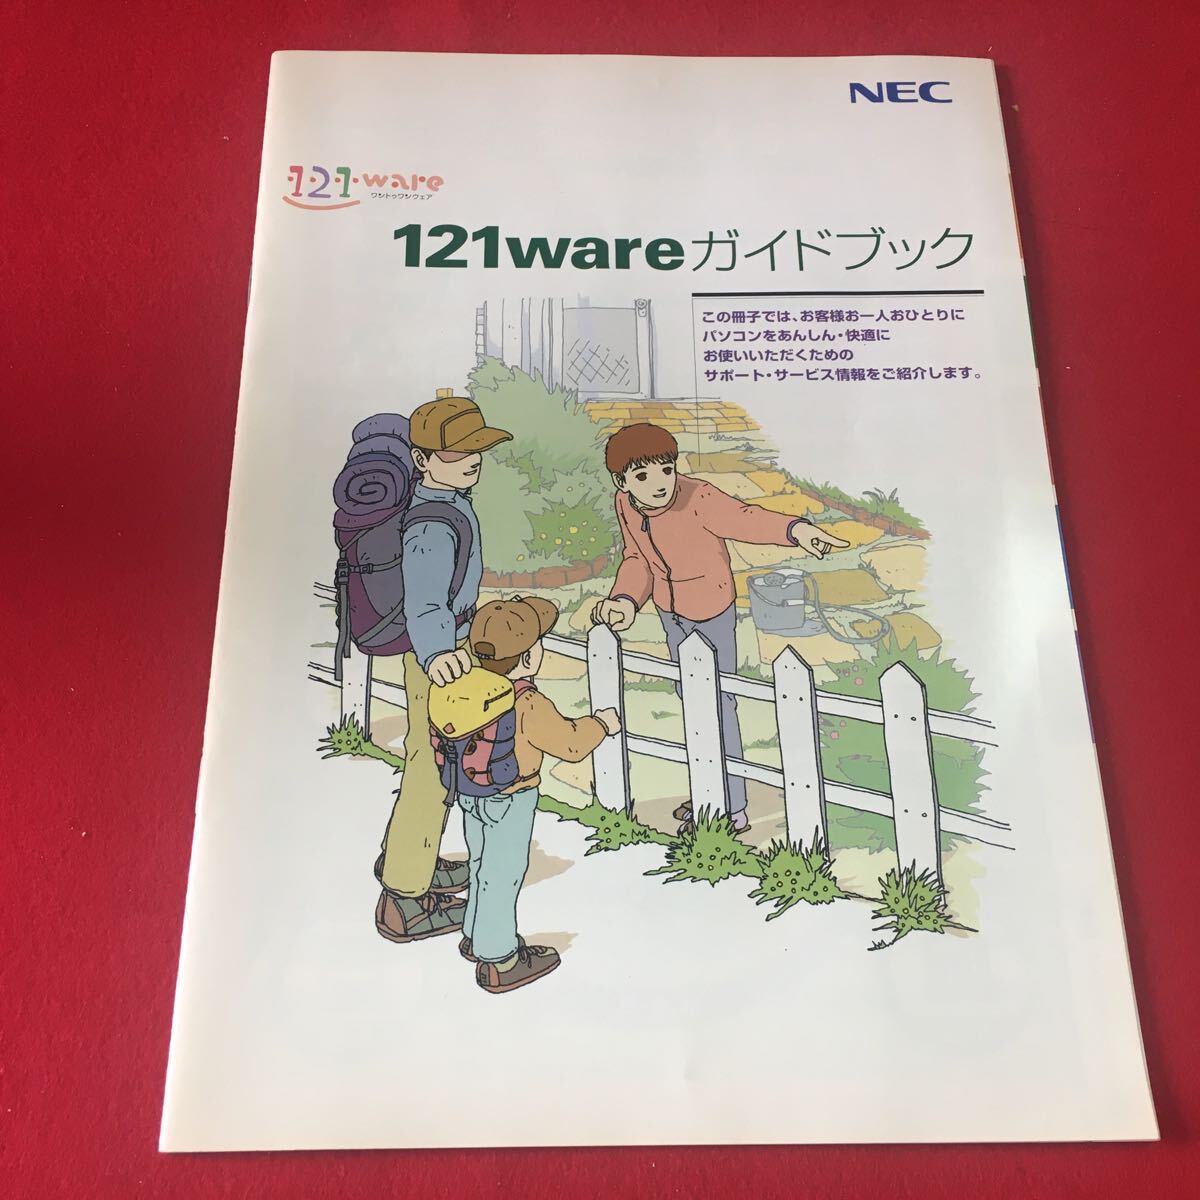 NEC
121ware
ワントゥワンウェア
121wareガイドブック
この冊子では、お客様お一人おひとりに
パソコンをあんしん・快適に
お使いいただくための
サポート・サービス情報をご紹介します。